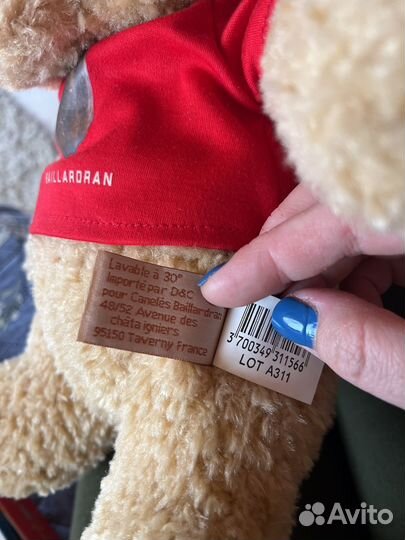 BAILLARDRAN
Lavable à 30°
Importé par D&C
pour Canelés Baillardran
48/52 Avenue des
châtaigniers
95150 Taverny France
3 700349 311566
LOT A311
Avito